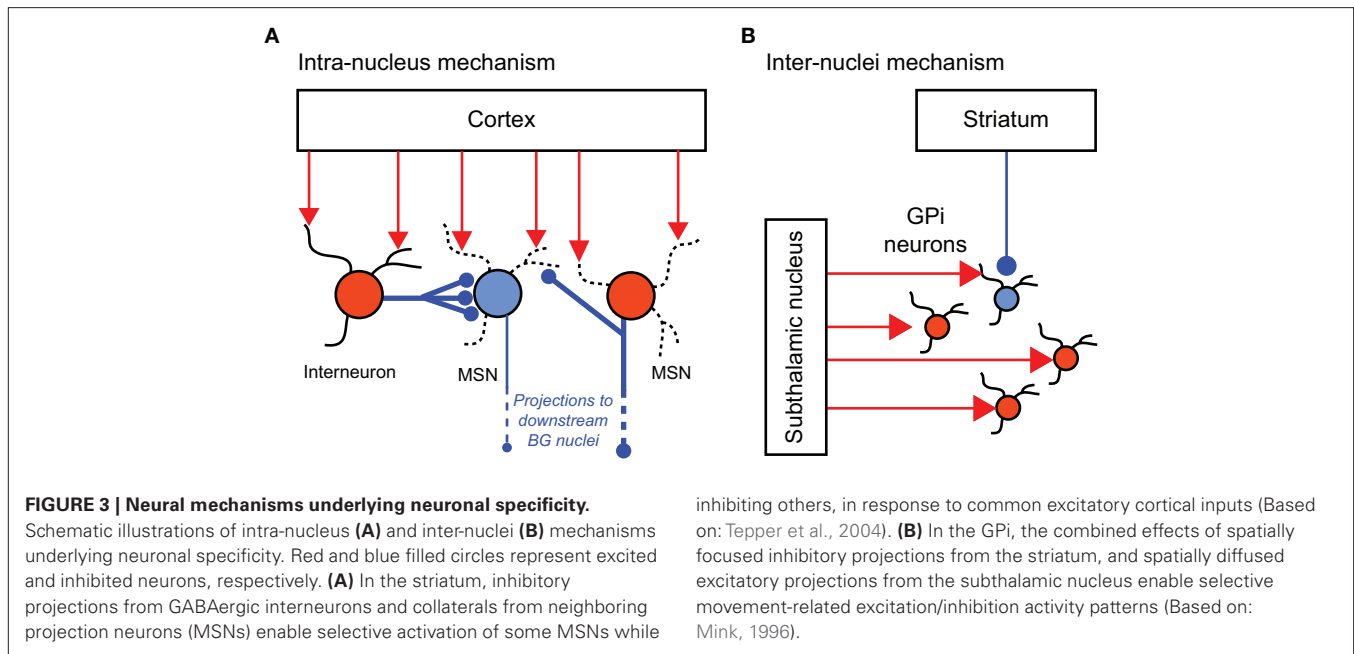 A
Intra-nucleus mechanism
Cortex
Interneuron
MSN
MSN
Projections to
downstream
BG nuclei
B
Inter-nuclei mechanism
Striatum
GPi
neurons
Subthalamic nucleus
FIGURE 3 | Neural mechanisms underlying neuronal specificity.
Schematic illustrations of intra-nucleus (A) and inter-nuclei (B) mechanisms
underlying neuronal specificity. Red and blue filled circles represent excited
and inhibited neurons, respectively. (A) In the striatum, inhibitory
projections from GABAergic interneurons and collaterals from neighboring
projection neurons (MSNs) enable selective activation of some MSNs while
inhibiting others, in response to common excitatory cortical inputs (Based
on: Tepper et al., 2004). (B) In the GPi, the combined effects of spatially
focused inhibitory projections from the striatum, and spatially diffused
excitatory projections from the subthalamic nucleus enable selective
movement-related excitation/inhibition activity patterns (Based on:
Mink, 1996).